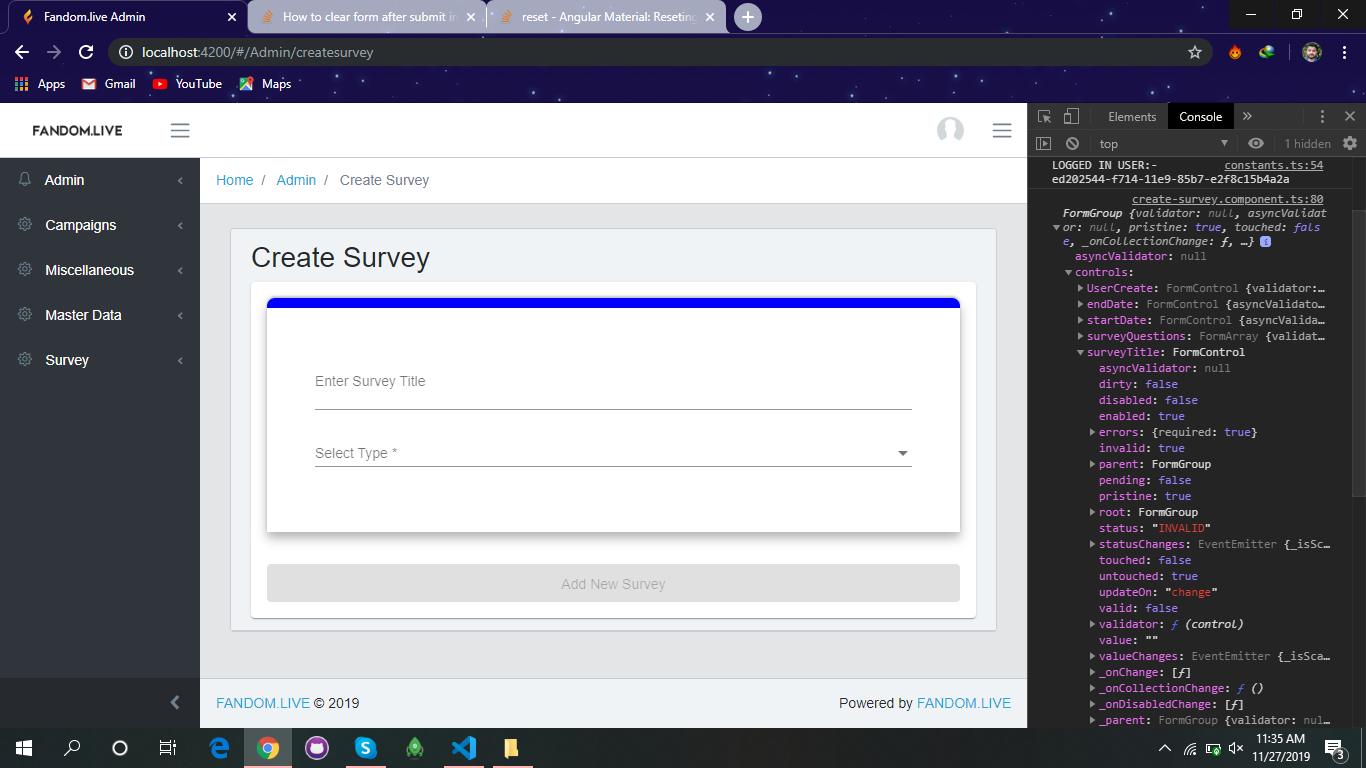 Fandom.live Admin
How to clear form after submit in
reset - Angular Material: Reseting
localhost:4200/#/Admin/createsurvey
Apps
Gmail
YouTube
Maps
FANDOM.LIVE
Admin
Campaigns
Miscellaneous
Master Data
Survey
Home / Admin / Create Survey
Create Survey
Enter Survey Title
Select Type *
Add New Survey
FANDOM.LIVE © 2019
Powered by FANDOM.LIVE
Elements
Console
top
1 hidden
LOGGED IN USER:- constants.ts:54
ed202544-f714-11e9-85b7-e2f8c15b4a2a
create-survey.component.ts:80
FormGroup {validator: null, asyncValidat
or: null, pristine: true, touched: fals
e, _onCollectionChange: ƒ, …}
asyncValidator: null
controls:
UserCreate: FormControl {validator:…
endDate: FormControl {asyncValidato…
startDate: FormControl {asyncValida…
surveyQuestions: FormArray {validat…
surveyTitle: FormControl
asyncValidator: null
dirty: false
disabled: false
enabled: true
errors: {required: true}
invalid: true
parent: FormGroup
pending: false
pristine: true
root: FormGroup
status: "INVALID"
statusChanges: EventEmitter {_isSc…
touched: false
untouched: true
updateOn: "change"
valid: false
validator: ƒ (control)
value: ""
valueChanges: EventEmitter {_isSca…
_onChange: [ƒ]
_onCollectionChange: ƒ ()
_onDisabledChange: [ƒ]
_parent: FormGroup {validator: nul…
11:35 AM
11/27/2019
3